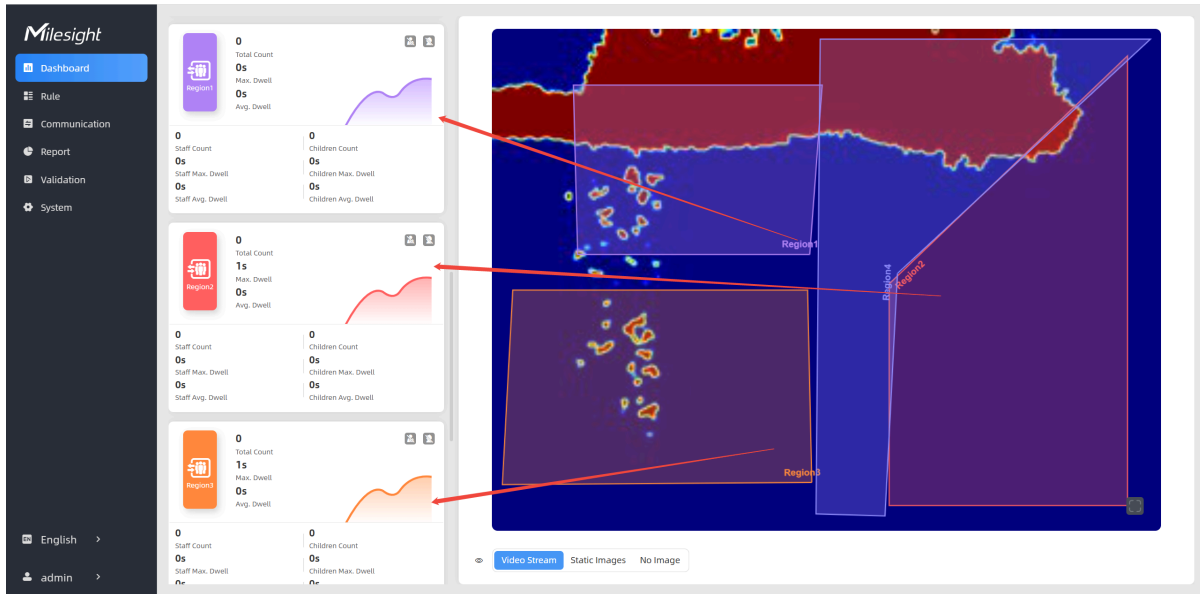 Milesight
Dashboard
Rule
Communication
Report
Validation
System
EN English >
admin >
Region1
0
Total Count
0s
Max. Dwell
0s
Avg. Dwell
0 0
Staff Count Children Count
0s 0s
Staff Max. Dwell Children Max. Dwell
0s 0s
Staff Avg. Dwell Children Avg. Dwell
Region2
0
Total Count
1s
Max. Dwell
0s
Avg. Dwell
0 0
Staff Count Children Count
0s 0s
Staff Max. Dwell Children Max. Dwell
0s 0s
Staff Avg. Dwell Children Avg. Dwell
Region3
0
Total Count
1s
Max. Dwell
0s
Avg. Dwell
0 0
Staff Count Children Count
0s 0s
Staff Max. Dwell Children Max. Dwell
0s 0s
Region1
Region4
Region2
Region3
Video Stream Static Images No Image